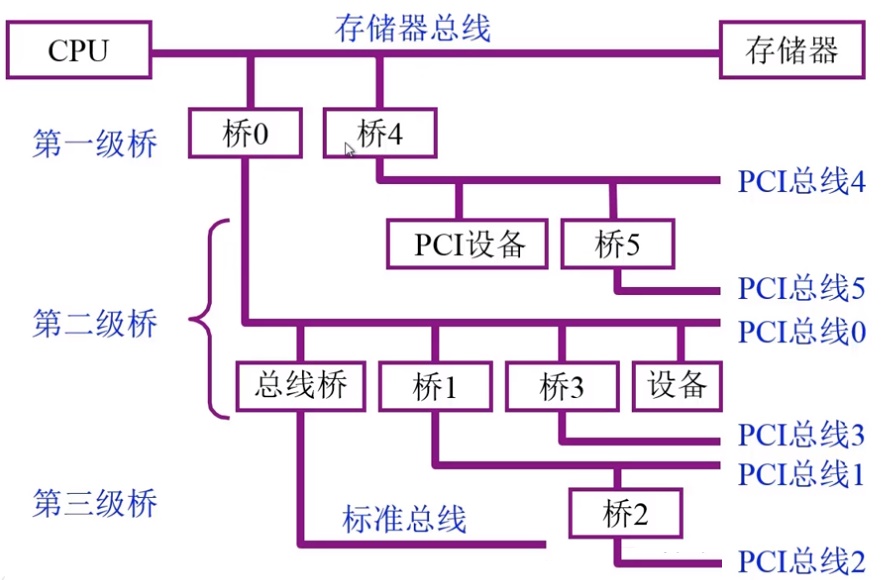 存储器总线
CPU
存储器
第一级桥
桥0
桥4
PCI总线4
PCI设备
桥5
PCI总线5
第二级桥
PCI总线0
总线桥
桥1
桥3
设备
PCI总线3
PCI总线1
第三级桥
标准总线
桥2
PCI总线2